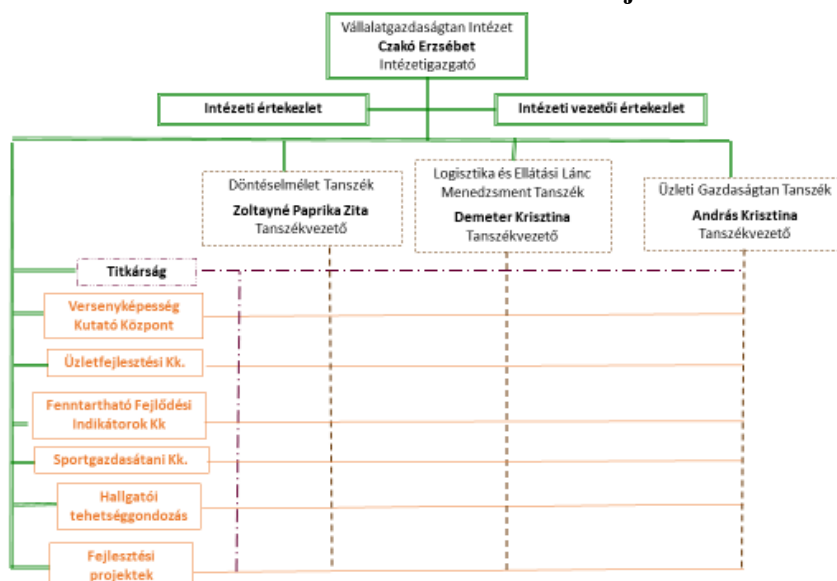 Vállalatgazdaságtan Intézet
Czakó Erzsébet
Intézetigazgató
Intézeti értekezlet
Intézeti vezetői értekezlet
Döntéselmélet Tanszék
Zoltayné Paprika Zita
Tanszékvezető
Logisztika és Ellátási Lánc
Menedzsment Tanszék
Demeter Krisztina
Tanszékvezető
Üzleti Gazdaságtan Tanszék
András Krisztina
Tanszékvezető
Titkárság
Versenyképesség
Kutató Központ
Üzletfejlesztési Kk.
Fenntartható Fejlődési
Indikátorok Kk
Sportgazdasátani Kk.
Hallgatói
tehetséggondozás
Fejlesztési
projektek